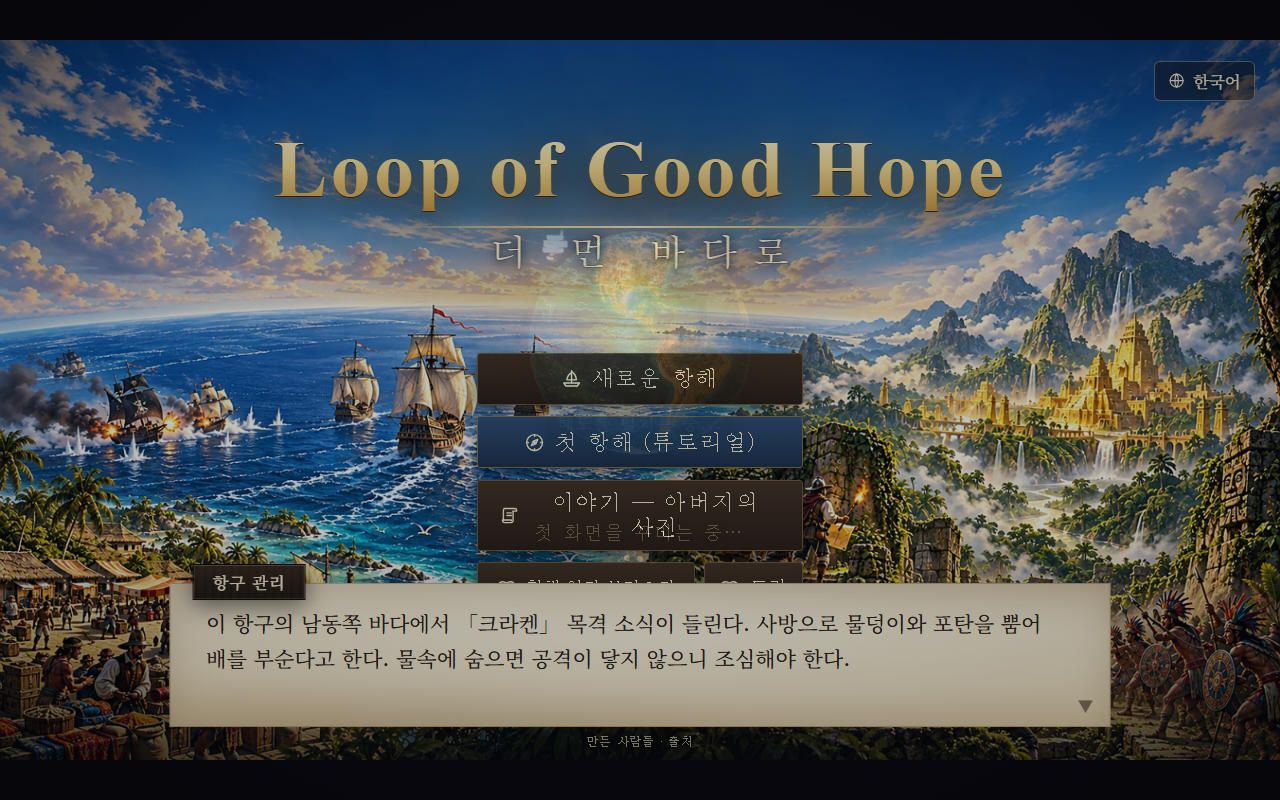 한국어
Loop of Good Hope
더 먼 바다로
새로운 항해
첫 항해 (튜토리얼)
이야기 — 아버지의
사진
첫 화면을 중…
항구 관리
이 항구의 남동쪽 바다에서 「크라켄」 목격 소식이 들린다. 사방으로 물덩이와 포탄을 뿜어
배를 부순다고 한다. 물속에 숨으면 공격이 닿지 않으니 조심해야 한다.
만든 사람들 · 출처